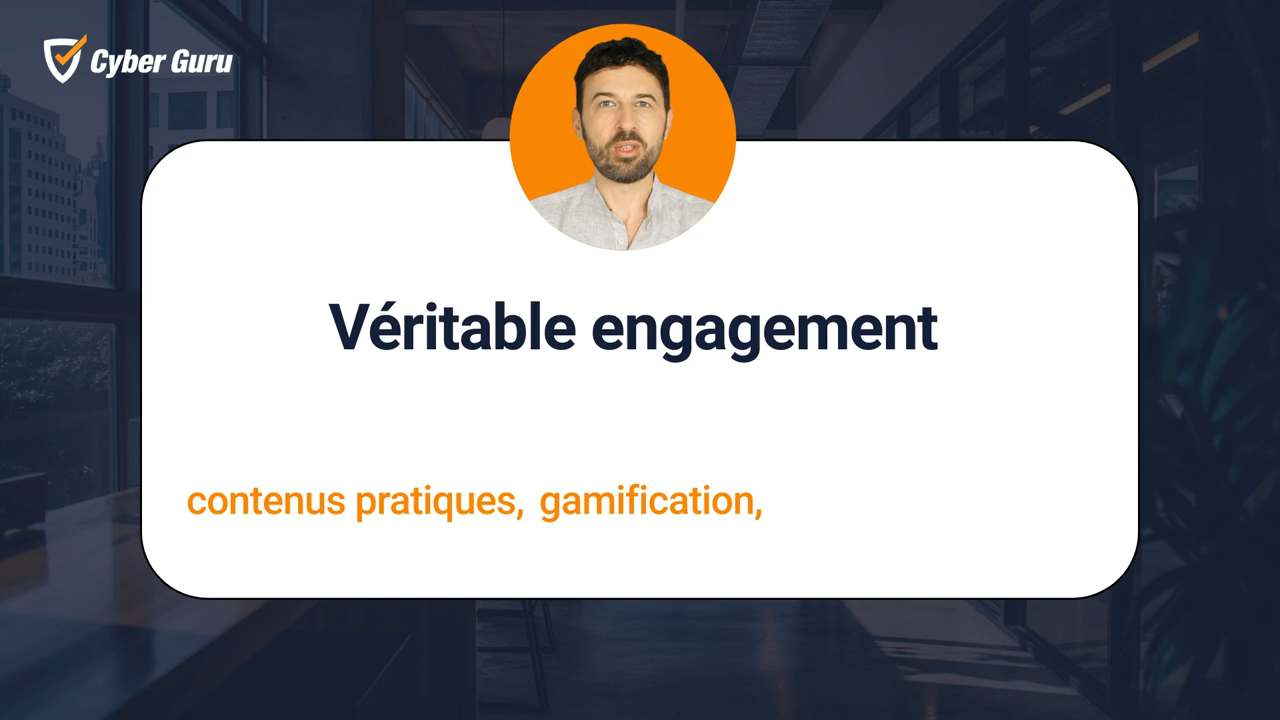 Cyber Guru
Véritable engagement
contenus pratiques, gamification,